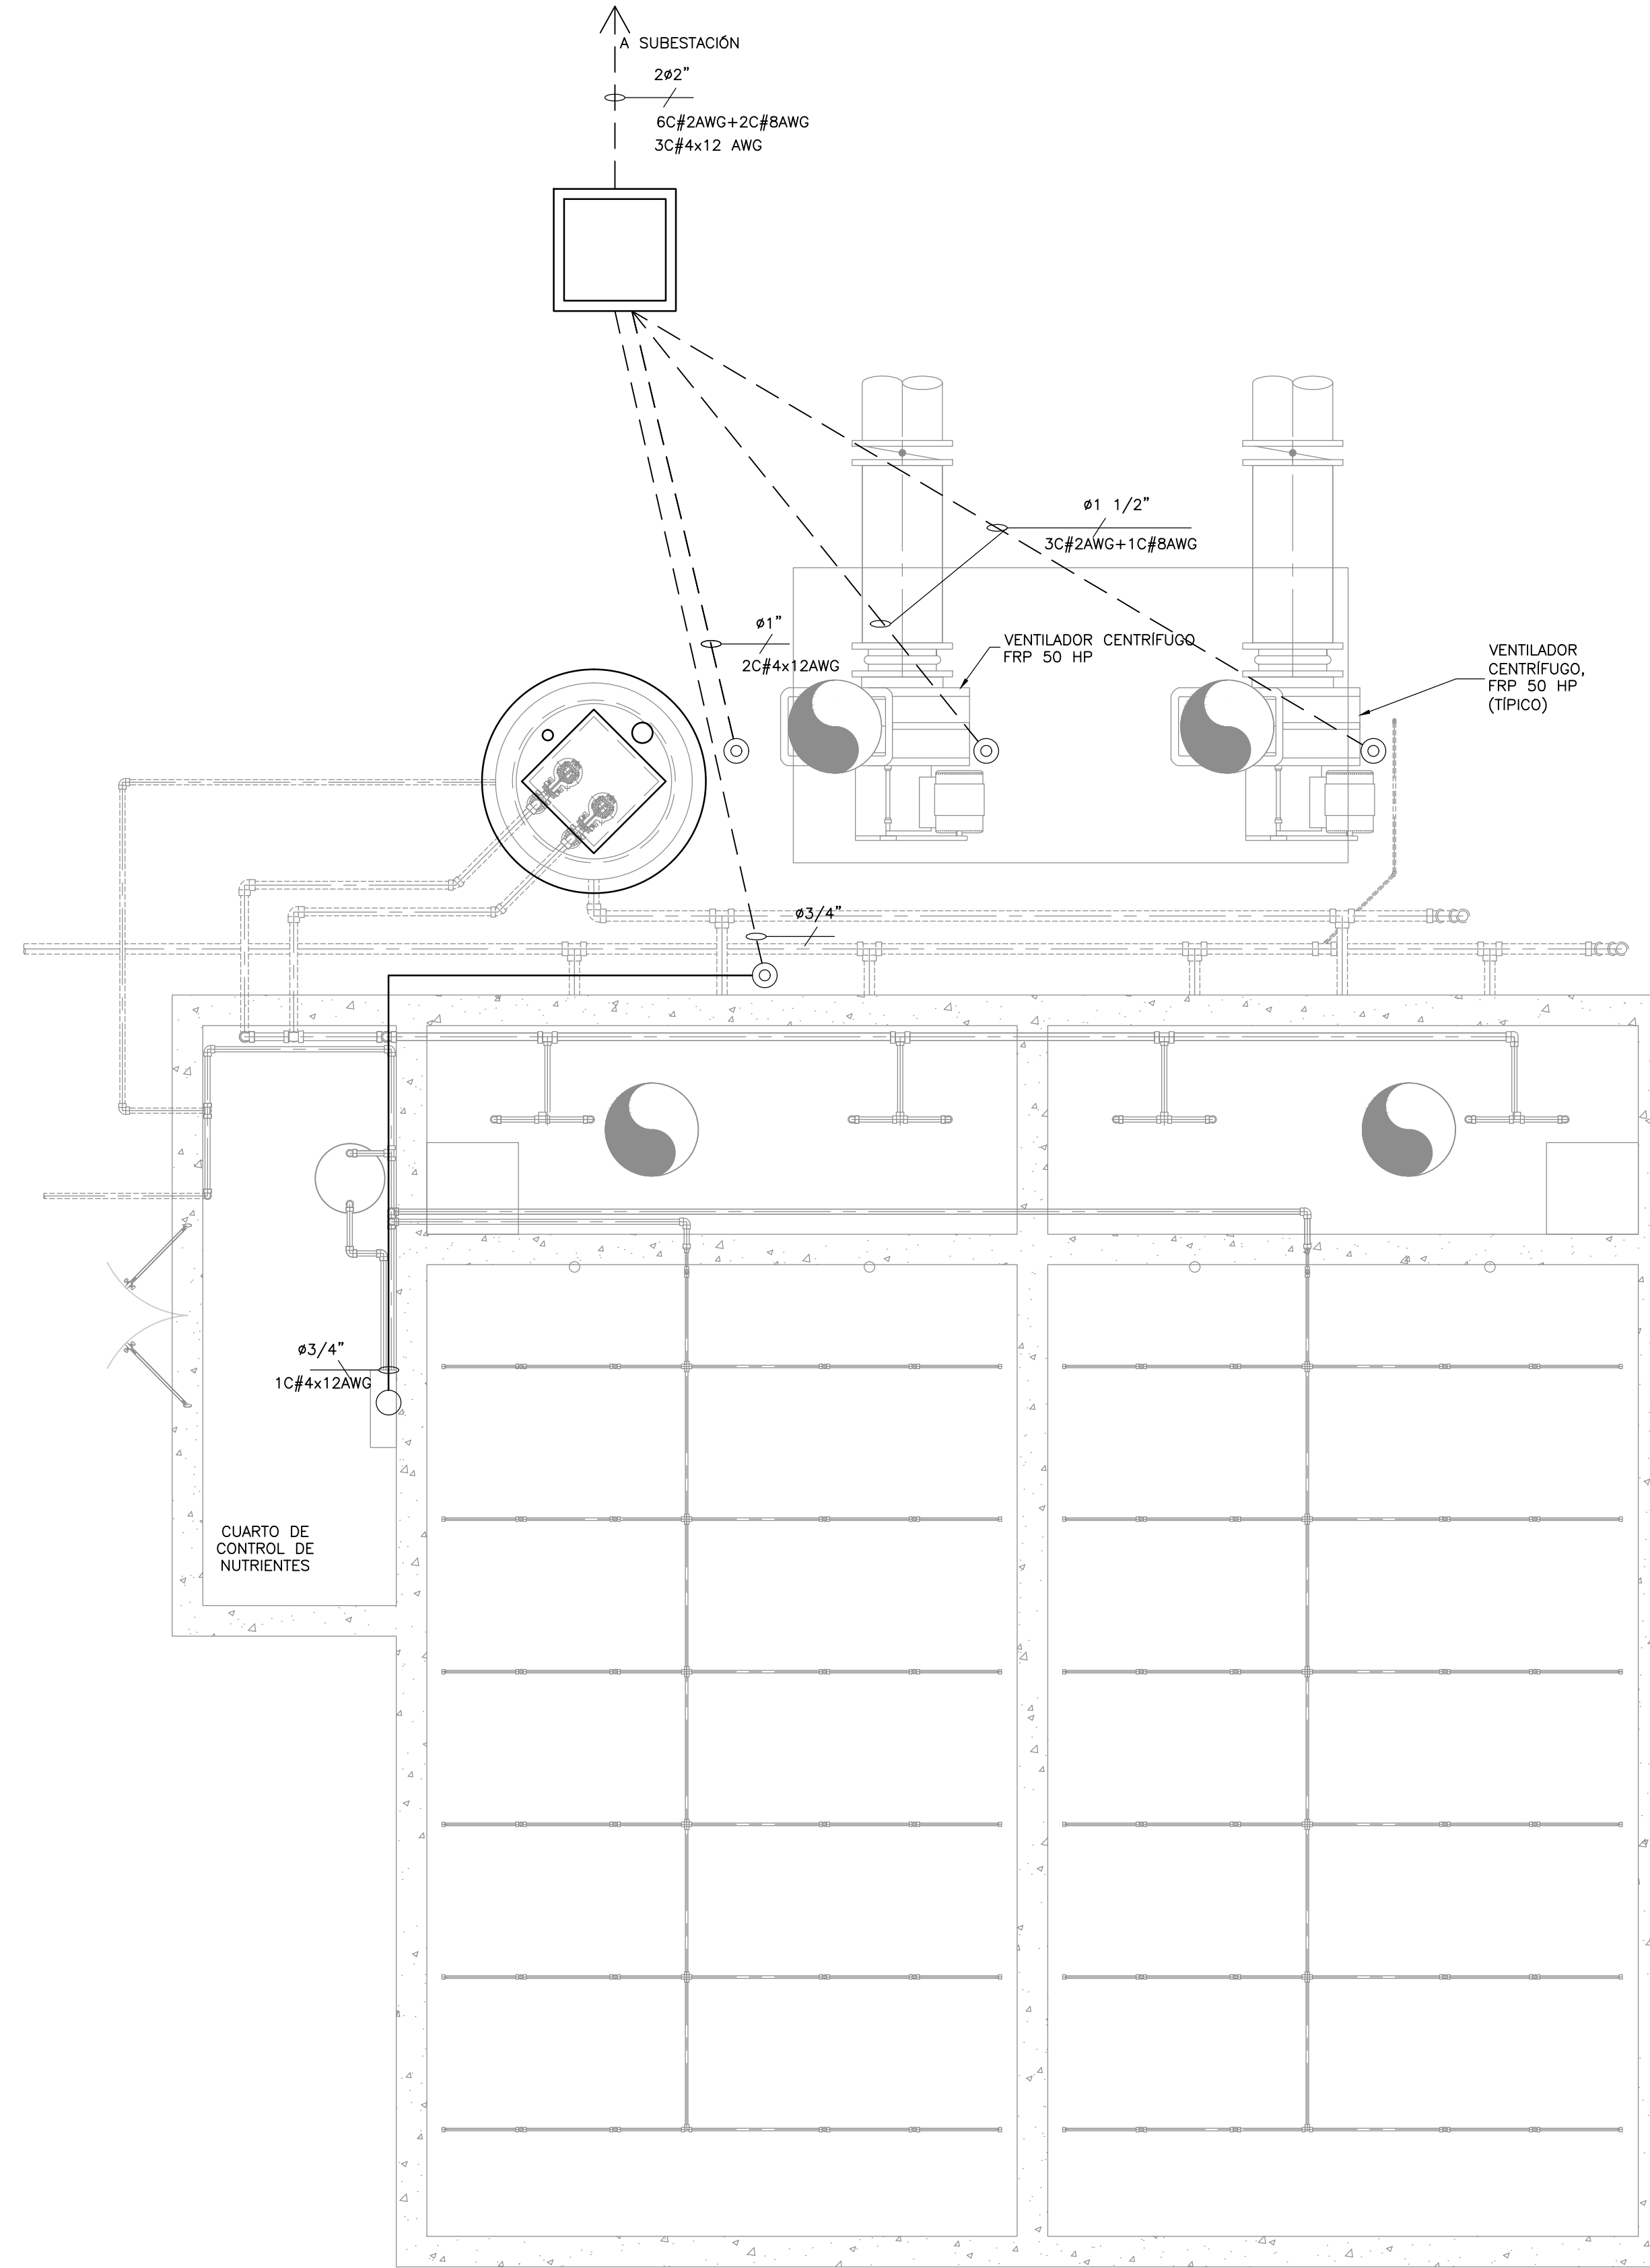 A SUBESTACIÓN
2ø2”
6C#2AWG+2C#8AWG
3C#4x12 AWG
ø1 1/2”
3C#2AWG+1C#8AWG
ø1”
2C#4x12AWG
VENTILADOR CENTRÍFUGO
FRP 50 HP
VENTILADOR
CENTRÍFUGO,
FRP 50 HP
(TÍPICO)
ø3/4”
ø3/4”
1C#4x12AWG
CUARTO DE
CONTROL DE
NUTRIENTES